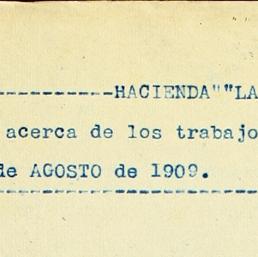 -----------HACIENDA""LA
acerca de los trabajo
de AGOSTO de 1909.
------------------------